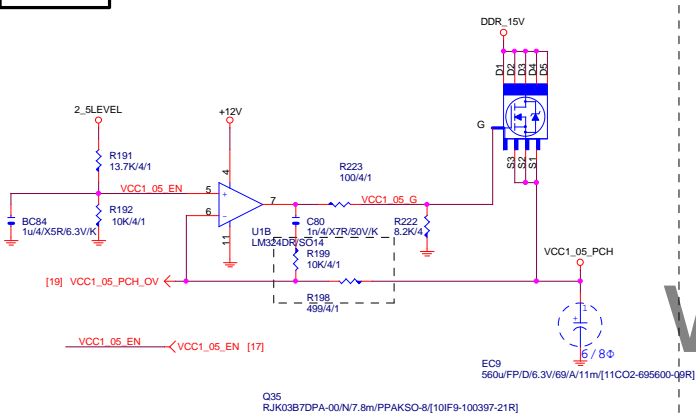 DDR_15V
D1
D2
D3
D4
D5
G
S3
S2
S1
2_5LEVEL
+12V
R191
13.7K/4/1
VCC1_05_EN
R192
10K/4/1
BC84
1u/4/X5R/6.3V/K
5
6
+
-
4
11
7
U1B
LM324DR/SO14
R223
100/4/1
VCC1_05_G
C80
1n/4/X7R/50V/K
R222
8.2K/4
R199
10K/4/1
R198
499/4/1
[19] VCC1_05_PCH_OV
VCC1_05_PCH
VCC1_05_EN
VCC1_05_EN [17]
1
+
6/8Φ
EC9
560u/FP/D/6.3V/69/A/11m/[11CO2-695600-09R]
Q35
RJK03B7DPA-00/N/7.8m/PPAKSO-8/[10IF9-100397-21R]